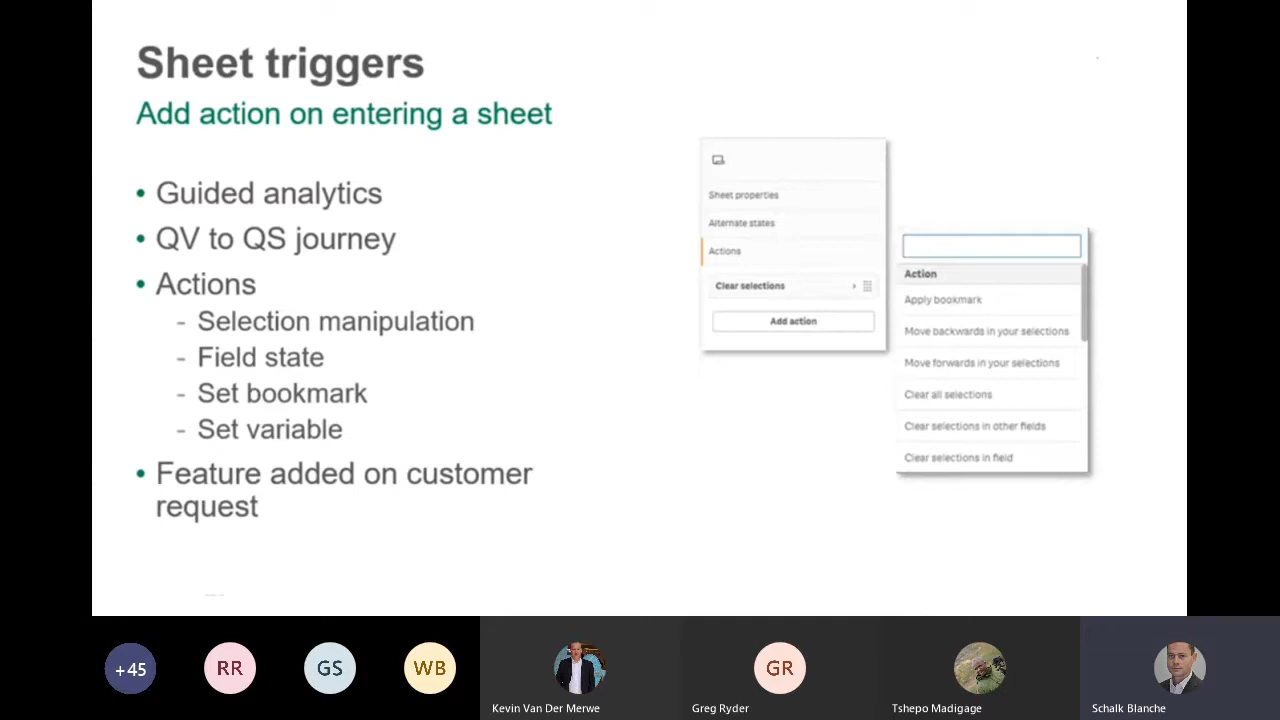 Sheet triggers
Add action on entering a sheet
• Guided analytics
• QV to QS journey
• Actions
- Selection manipulation
- Field state
- Set bookmark
- Set variable
• Feature added on customer
request
Sheet properties
Alternate states
Actions
Clear selections
Add action
Action
Apply bookmark
Move backwards in your selections
Move forwards in your selections
Clear all selections
Clear selections in other fields
Clear selections in field
+45
RR
GS
WB
GR
Kevin Van Der Merwe
Greg Ryder
Tshepo Madigage
Schalk Blanche